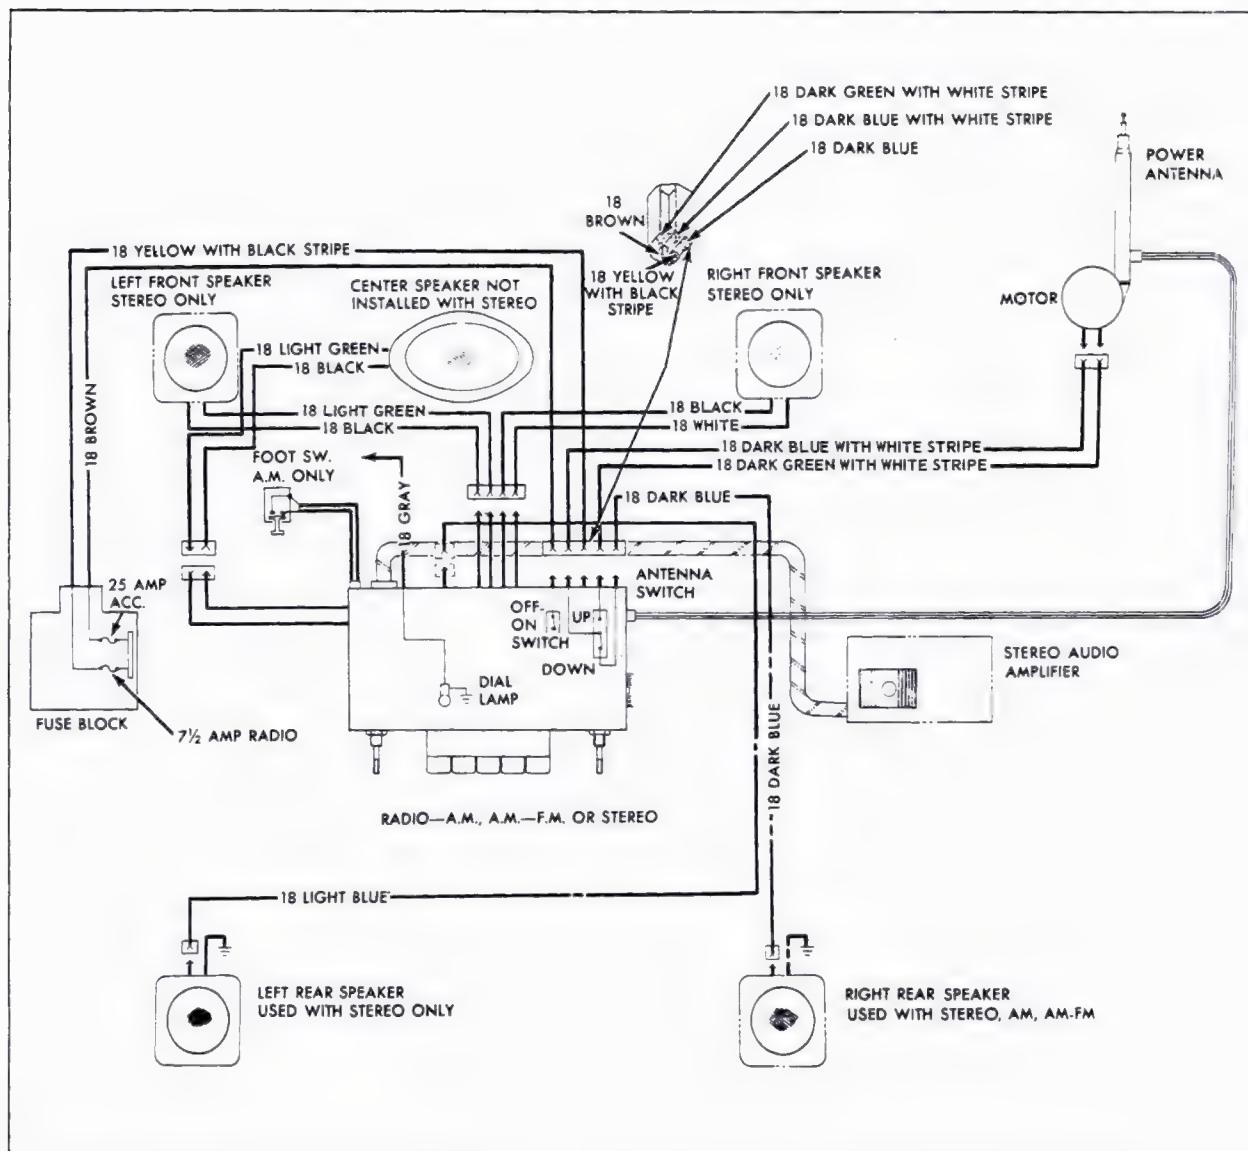 18 DARK GREEN WITH WHITE STRIPE
18 DARK BLUE WITH WHITE STRIPE
18 DARK BLUE
POWER
ANTENNA
18
BROWN
18 YELLOW
WITH BLACK
STRIPE
18 YELLOW WITH BLACK STRIPE
LEFT FRONT SPEAKER
STEREO ONLY
CENTER SPEAKER NOT
INSTALLED WITH STEREO
RIGHT FRONT SPEAKER
STEREO ONLY
MOTOR
18 LIGHT GREEN
18 BLACK
18 BROWN
18 LIGHT GREEN
18 BLACK
18 BLACK
18 WHITE
18 DARK BLUE WITH WHITE STRIPE
18 DARK GREEN WITH WHITE STRIPE
FOOT SW.
A.M. ONLY
18 GRAY
18 DARK BLUE
25 AMP
ACC.
ANTENNA
SWITCH
OFF-
ON
SWITCH
UP
DOWN
DIAL
LAMP
STEREO AUDIO
AMPLIFIER
FUSE BLOCK
7½ AMP RADIO
18 DARK BLUE
RADIO—A.M., A.M.—F.M. OR STEREO
18 LIGHT BLUE
LEFT REAR SPEAKER
USED WITH STEREO ONLY
RIGHT REAR SPEAKER
USED WITH STEREO, AM, AM-FM